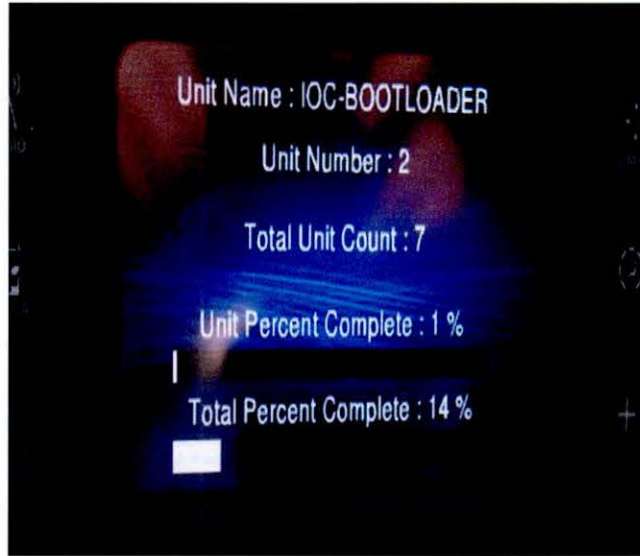 Unit Name : IOC-BOOTLOADER
Unit Number : 2
Total Unit Count : 7
Unit Percent Complete : 1 %
Total Percent Complete : 14 %